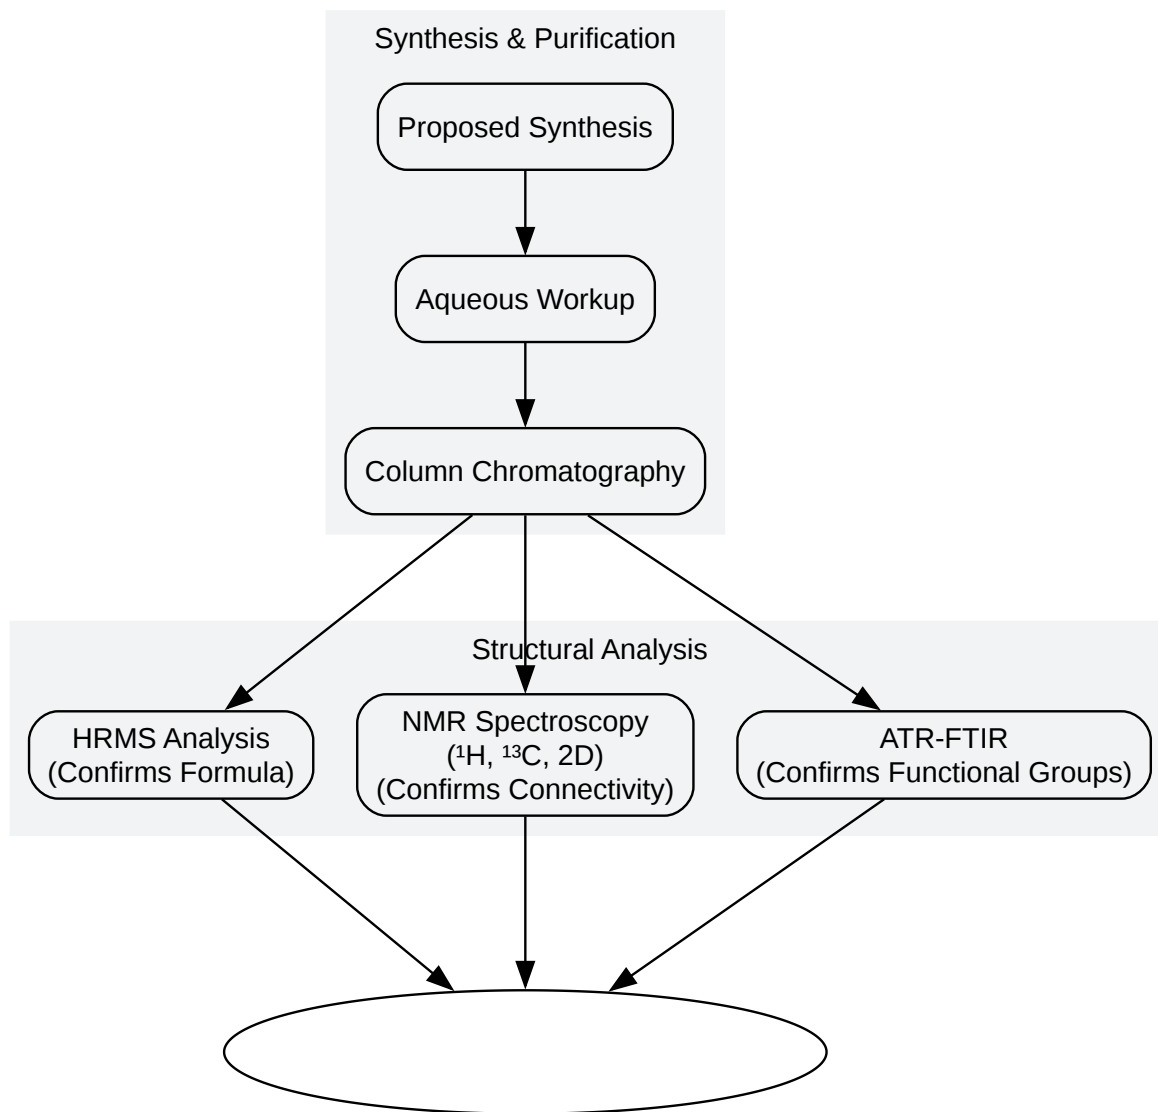 Synthesis & Purification
Proposed Synthesis
Aqueous Workup
Column Chromatography
Structural Analysis
HRMS Analysis
(Confirms Formula)
NMR Spectroscopy
(¹H, ¹³C, 2D)
(Confirms Connectivity)
ATR-FTIR
(Confirms Functional Groups)